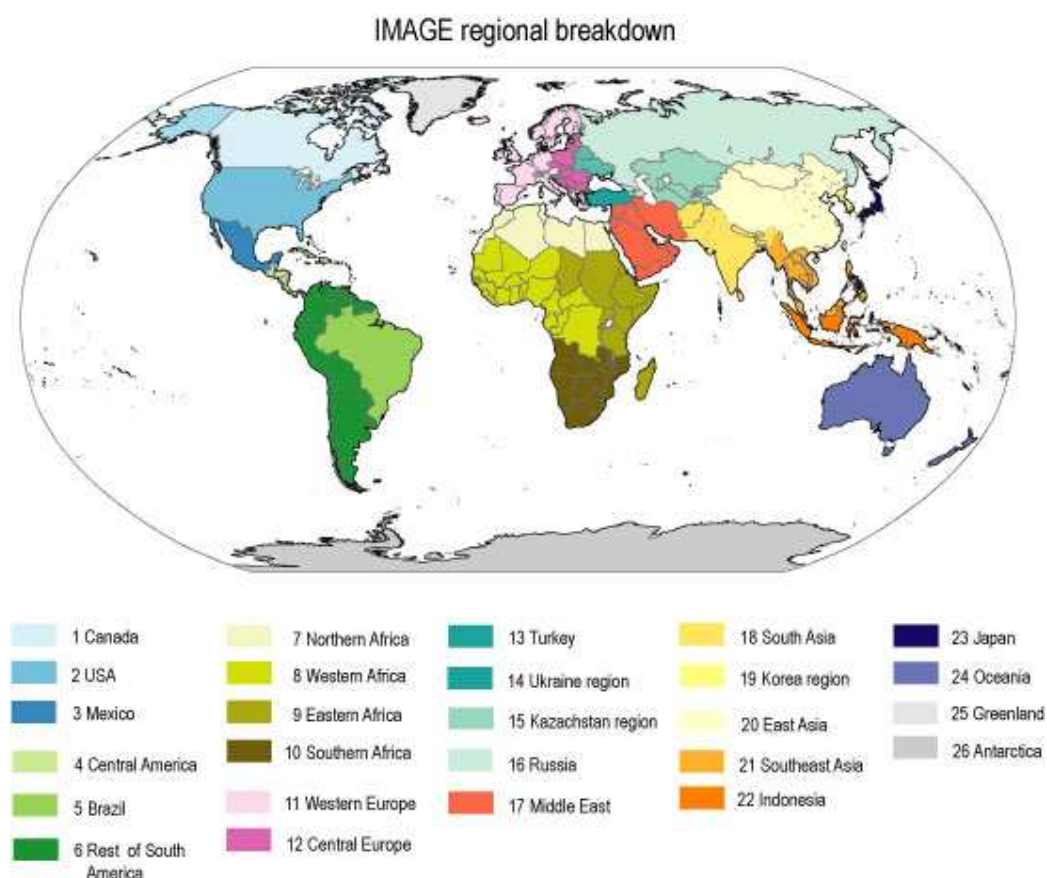 IMAGE regional breakdown
1 Canada
2 USA
3 Mexico
4 Central America
5 Brazil
6 Rest of South
America
7 Northern Africa
8 Western Africa
9 Eastern Africa
10 Southern Africa
11 Western Europe
12 Central Europe
13 Turkey
14 Ukraine region
15 Kazachstan region
16 Russia
17 Middle East
18 South Asia
19 Korea region
20 East Asia
21 Southeast Asia
22 Indonesia
23 Japan
24 Oceania
25 Greenland
26 Antarctica